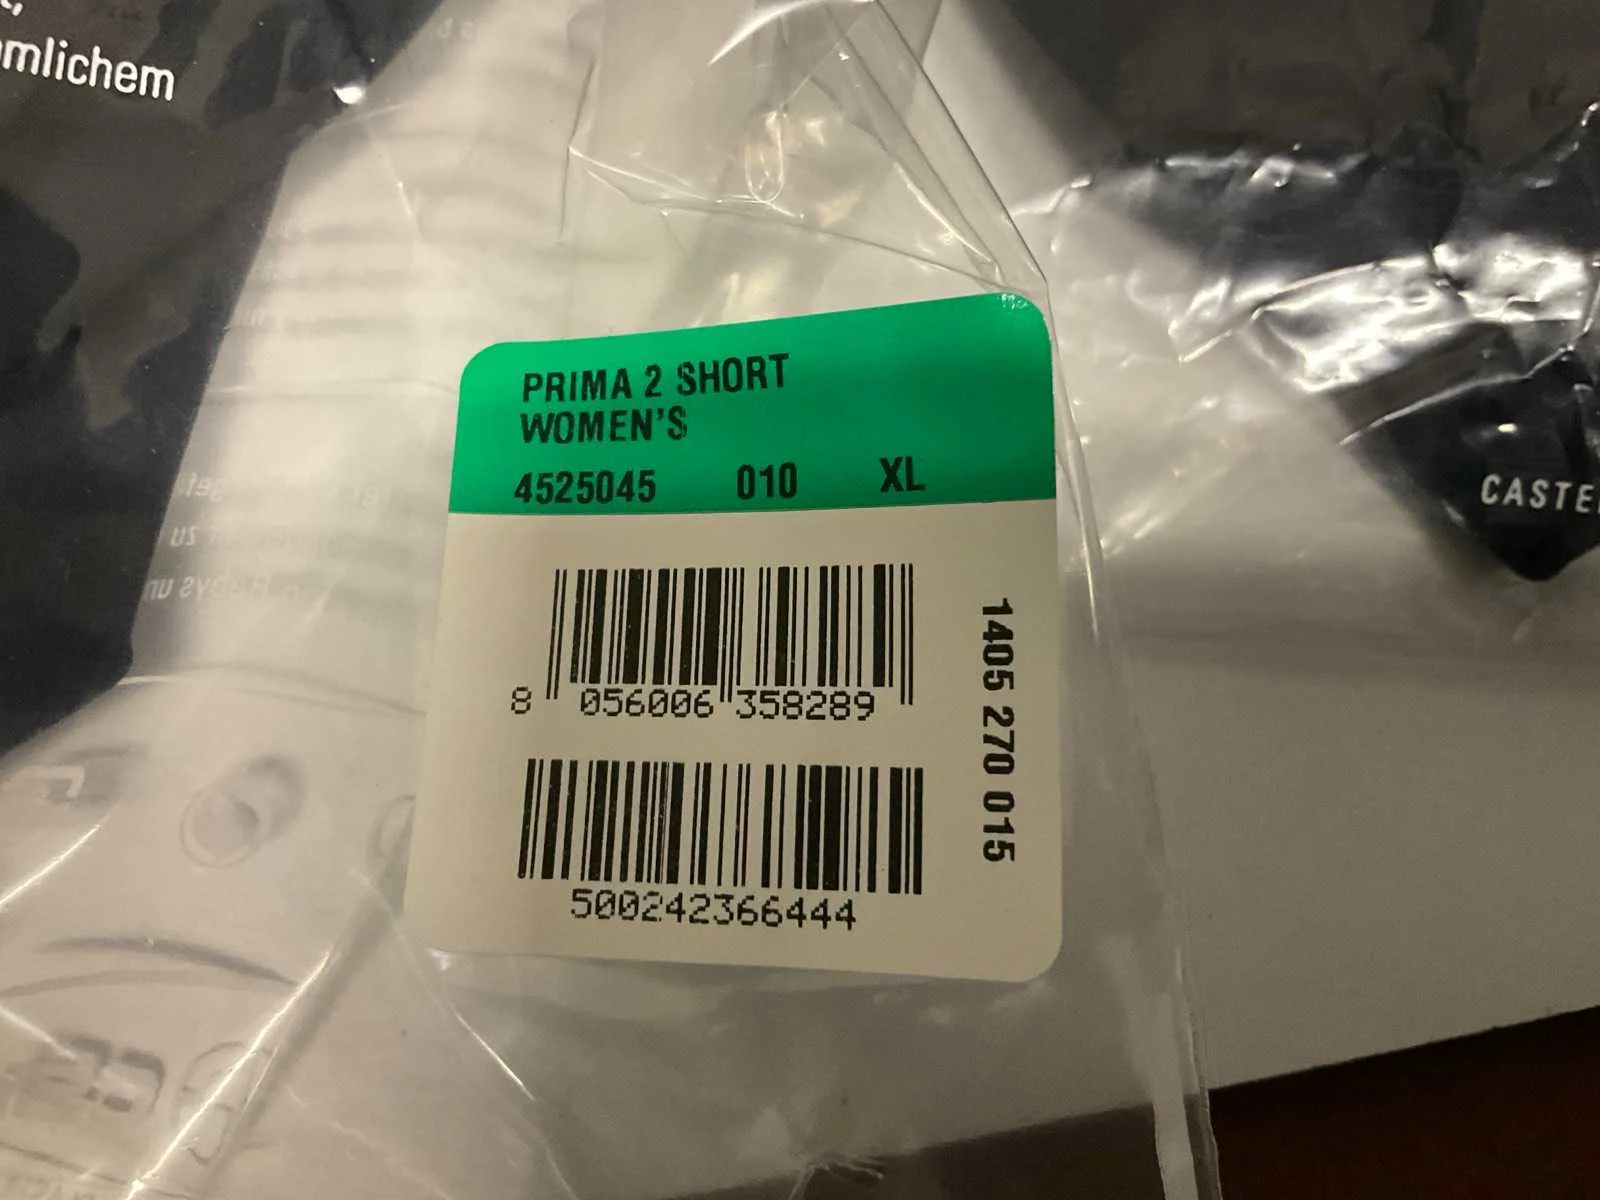 mlichem
PRIMA 2 SHORT
WOMEN'S
4525045 010 XL
CASTE
8 056006 358289
1405 270 015
500242366444